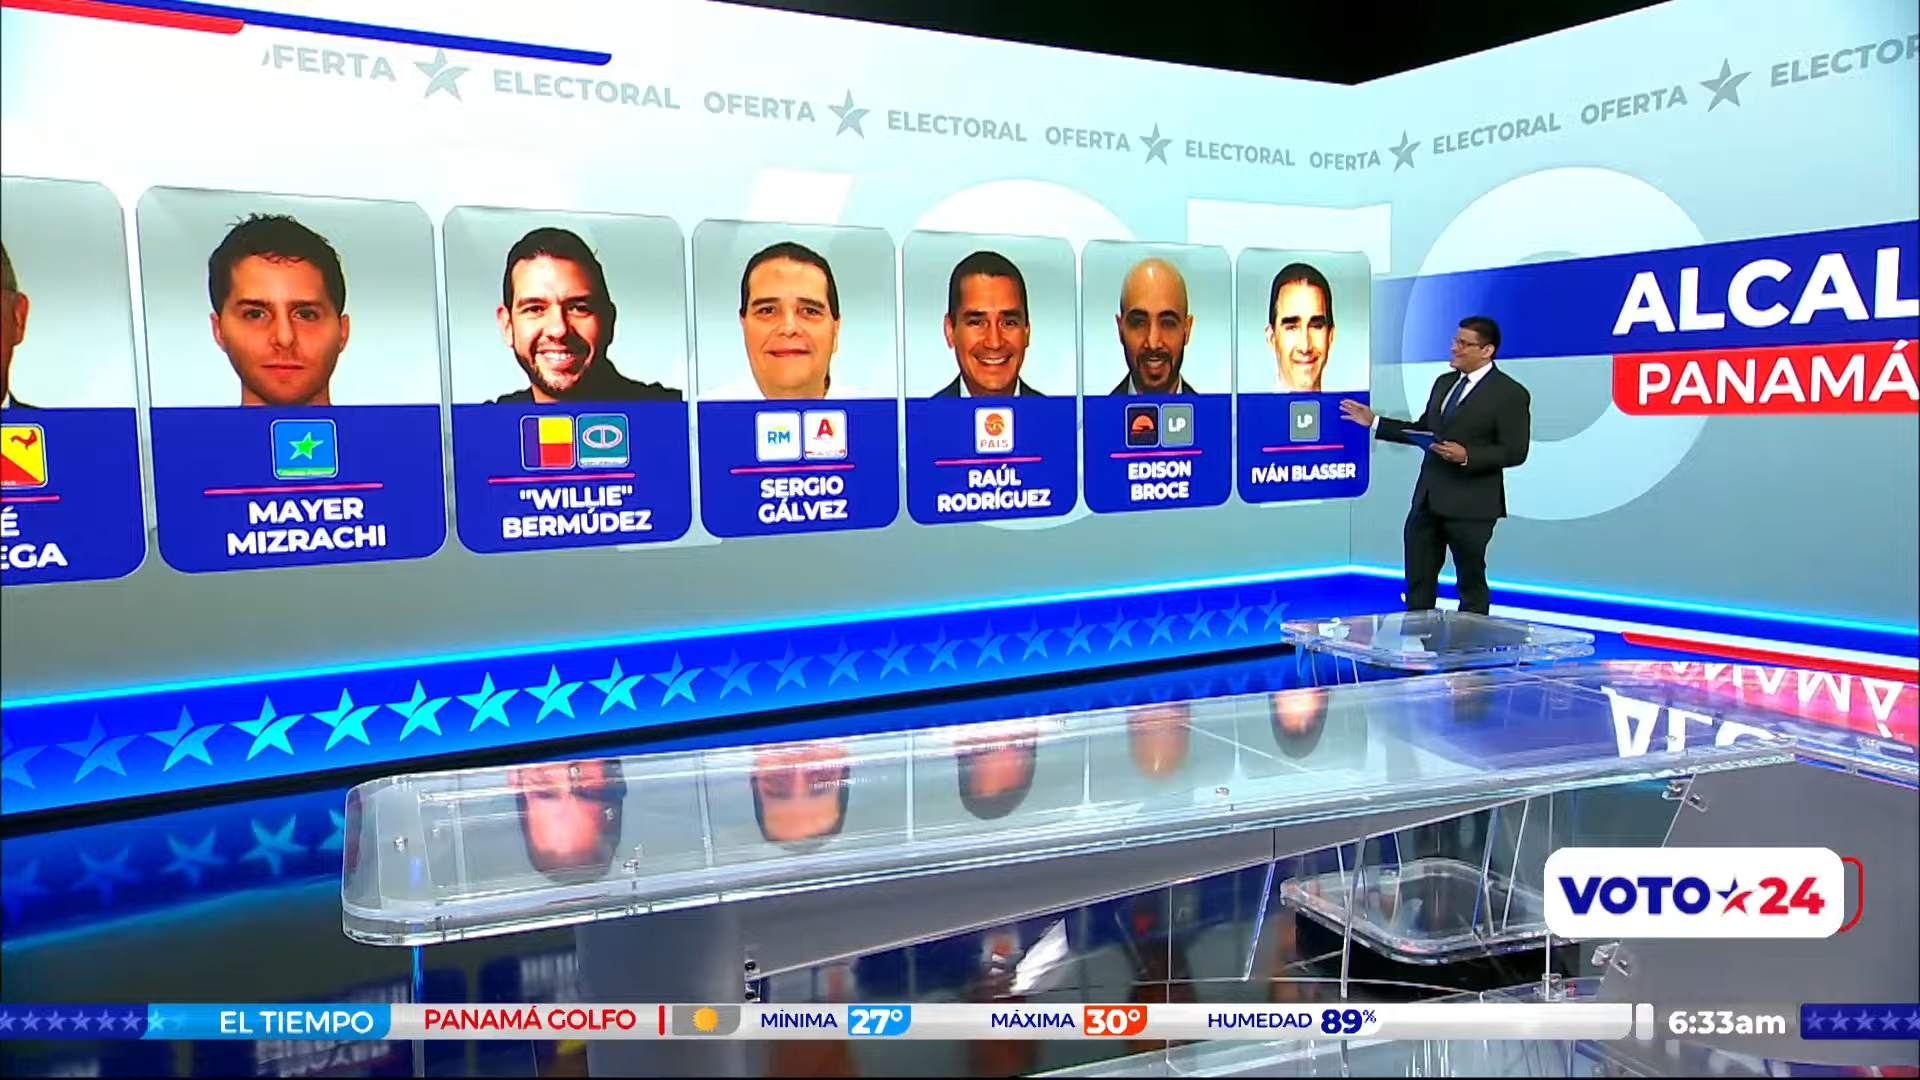 OFERTA ELECTORAL OFERTA ELECTORAL OFERTA ELECTORAL OFERTA ELECTORAL OFERTA ELECTOR
ALCAL
PANAMÁ
É
EGA
MAYER
MIZRACHI
"WILLIE"
BERMÚDEZ
RM
A
SERGIO
GÁLVEZ
PAIS
RAÚL
RODRÍGUEZ
LP
EDISON
BROCE
LP
IVÁN BLASSER
VOTO 24
EL TIEMPO PANAMÁ GOLFO MÍNIMA 27° MÁXIMA 30° HUMEDAD 89% 6:33am